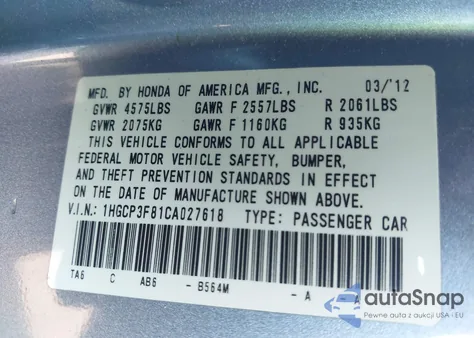 MFD. BY HONDA OF AMERICA MFG., INC. 03/'12
GVWR 4575LBS GAWR F 2557LBS R 2061LBS
GVWR 2075KG GAWR F 1160KG R 935KG
THIS VEHICLE CONFORMS TO ALL APPLICABLE
FEDERAL MOTOR VEHICLE SAFETY, BUMPER,
AND THEFT PREVENTION STANDARDS IN EFFECT
ON THE DATE OF MANUFACTURE SHOWN ABOVE.
V.I.N.: 1HGCP3F81CA027618 TYPE: PASSENGER CAR
TA6 C AB6 - B564M - A A
autoSnap
Pewne auta z aukcji USA - EU